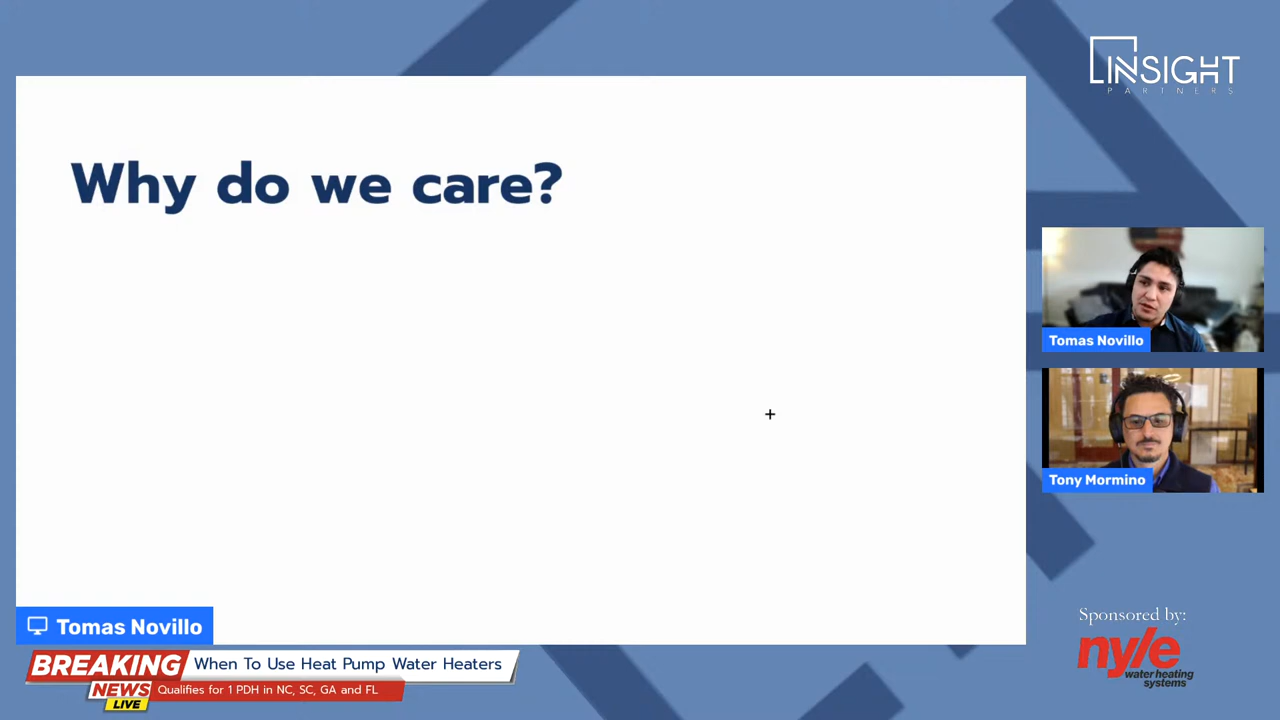 INSIGHT
PARTNERS
Why do we care?
Tomas Novillo
Tony Mormino
Tomas Novillo
BREAKING
NEWS
LIVE
When To Use Heat Pump Water Heaters
Qualifies for 1 PDH in NC, SC, GA and FL
Sponsored by:
nyle
water heating
systems